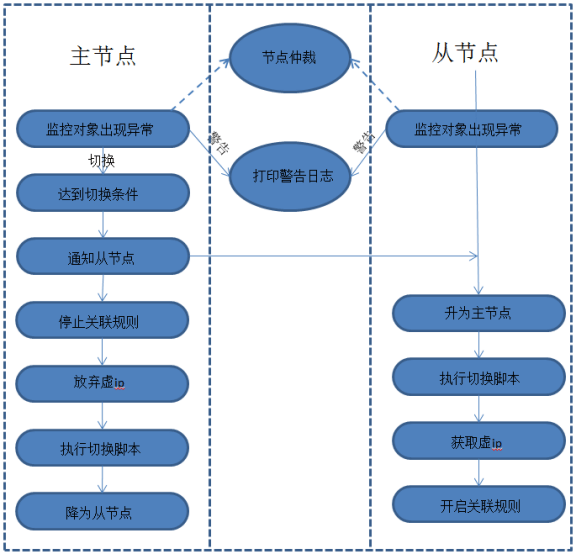 主节点
节点仲裁
从节点
监控对象出现异常
警告
警告
监控对象出现异常
切换
打印警告日志
达到切换条件
通知从节点
停止关联规则
升为主节点
放弃虚ip
执行切换脚本
执行切换脚本
获取虚ip
降为从节点
开启关联规则